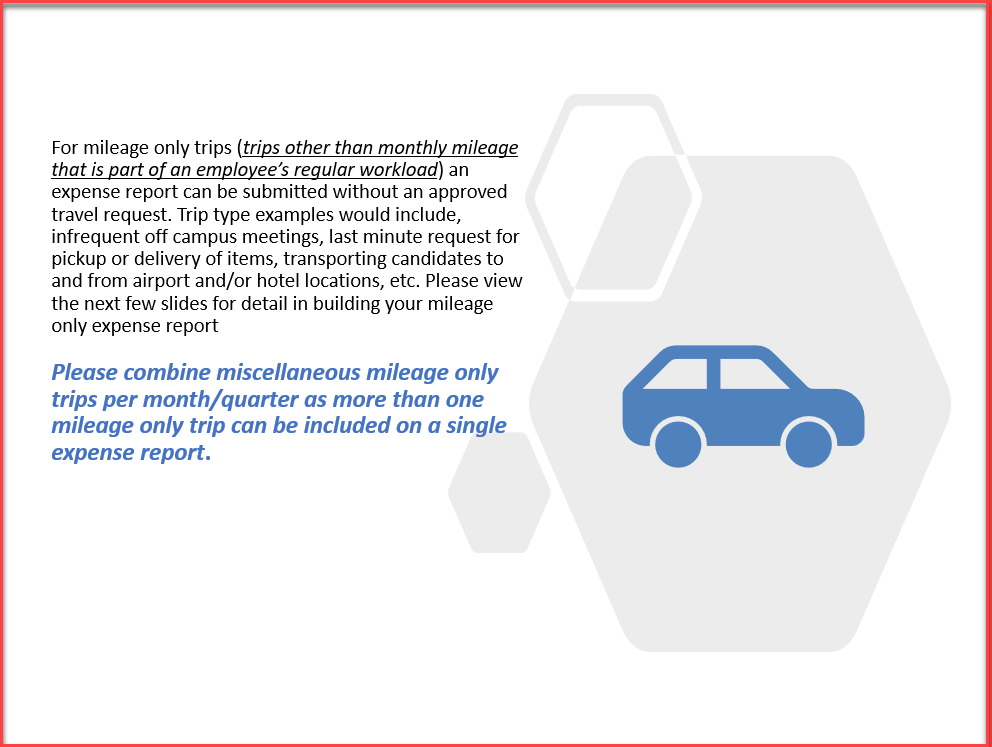 For mileage only trips (trips other than monthly mileage
that is part of an employee’s regular workload) an
expense report can be submitted without an approved
travel request. Trip type examples would include,
infrequent off campus meetings, last minute request for
pickup or delivery of items, transporting candidates to
and from airport and/or hotel locations, etc. Please view
the next few slides for detail in building your mileage
only expense report
Please combine miscellaneous mileage only
trips per month/quarter as more than one
mileage only trip can be included on a single
expense report.